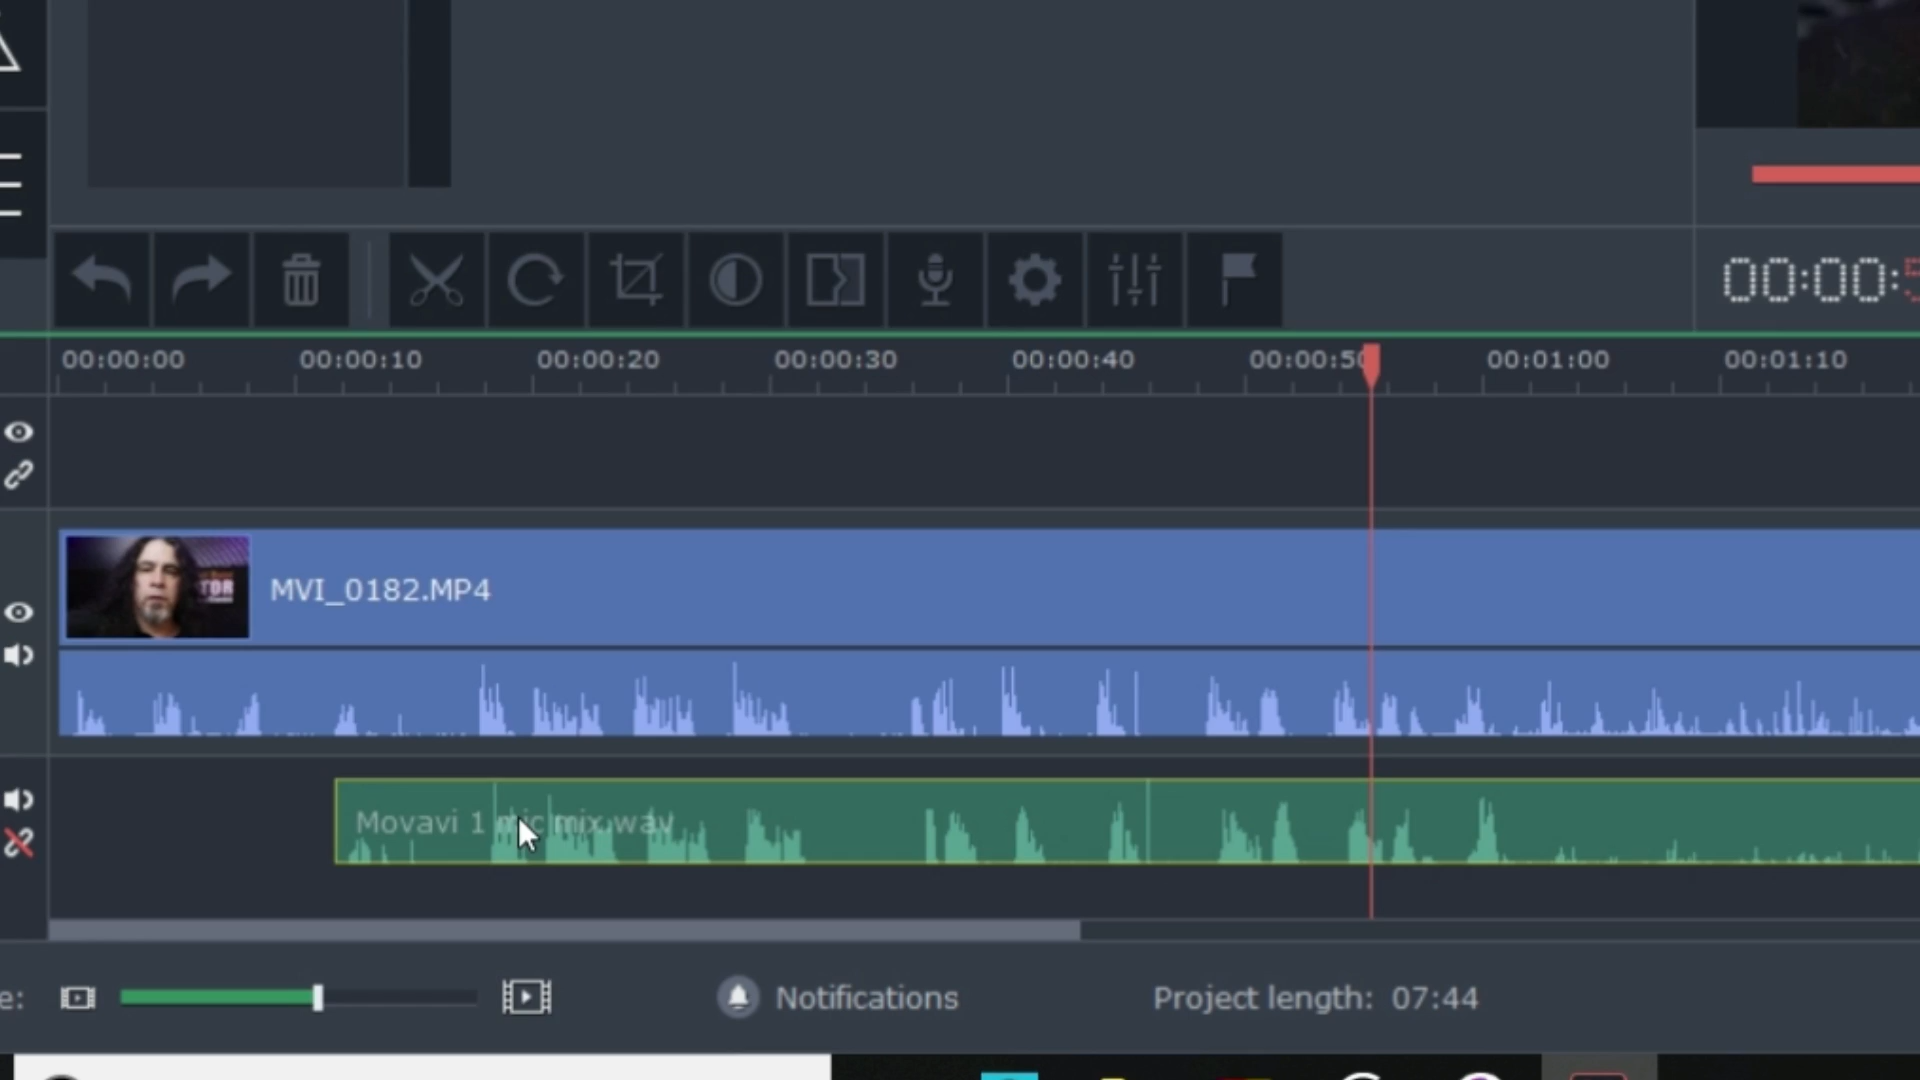 00:00:
00:00:00 00:00:10 00:00:20 00:00:30 00:00:40 00:00:50 00:01:00 00:01:10
TOR
MVI_0182.MP4
Movavi 1 mic mix.wav
e: Notifications Project length: 07:44